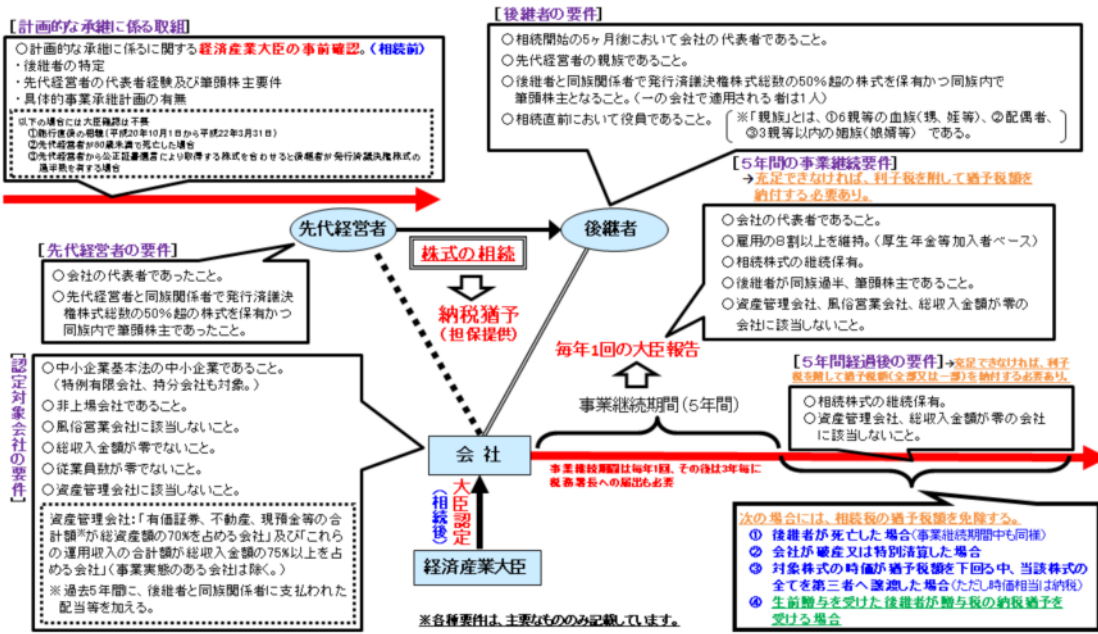 [計画的な承継に係る取組]
○計画的な承継に係るに関する経済産業大臣の事前確認。(相続前)
・後継者の特定
・先代経営者の代表者経験及び筆頭株主要件
・具体的事業承継計画の有無
以下の場合には大臣確認は不要
①施行直後の相続(平成20年10月1日から平成22年3月31日)
②先代経営者が60歳未満で死亡した場合
③先代経営者から公正証書遺言により取得する株式を合わせると後継者が発行済議決権株式の
過半数を有する場合
[後継者の要件]
○相続開始の5ヶ月後において会社の代表者であること。
○先代経営者の親族であること。
○後継者と同族関係者で発行済議決権株式総数の50%超の株式を保有かつ同族内で
筆頭株主となること。(一の会社で適用される者は1人)
○相続直前において役員であること。
※「親族」とは、①6親等の血族(甥、姪等)、②配偶者、
③3親等以内の姻族(娘婿等) である。
[5年間の事業継続要件]
→充足できなければ、利子税を附して猶予税額を
納付する必要あり。
○会社の代表者であること。
○雇用の8割以上を維持。(厚生年金等加入者ベース)
○相続株式の継続保有。
○後継者が同族過半、筆頭株主であること。
○資産管理会社、風俗営業会社、総収入金額が零の
会社に該当しないこと。
先代経営者
後継者
株式の相続
納税猶予
(担保提供)
[先代経営者の要件]
○会社の代表者であったこと。
○先代経営者と同族関係者で発行済株式議決
権株式総数の50%超の株式を保有かつ
同族内で筆頭株主であったこと。
毎年1回の大臣報告
事業継続期間(5年間)
[5年間経過後の要件]→充足できなければ、利子
税を附して猶予税額(全部又は一部)を納付する必要あり。
○相続株式の継続保有。
○資産管理会社、総収入金額が零の会社
に該当しないこと。
[認定対象会社の要件]
○中小企業基本法の中小企業であること。
(特例有限会社、持分会社も対象。)
○非上場会社であること。
○風俗営業会社に該当しないこと。
○総収入金額が零でないこと。
○従業員数が零でないこと。
○資産管理会社に該当しないこと。
資産管理会社:「有価証券、不動産、現預金等の合
計額※が総資産額の70%を占める会社」及び「これら
の運用収入の合計額が総収入金額の75%以上を占
める会社」(事業実態のある会社は除く。)
※過去5年間に、後継者と同族関係者に支払われた
配当等を加える。
会 社
事業継続期間は毎年1回、その後は3年毎に
税務署長への届出も必要
大臣認定
(相続後)
経済産業大臣
次の場合には、相続税の猶予税額を免除する。
① 後継者が死亡した場合(事業継続期間中も同様)
② 会社が破産又は特別清算した場合
③ 対象株式の時価が猶予税額を下回る中、当該株式の
全てを第三者へ譲渡した場合(ただし時価相当は納税)
④ 生前贈与を受けた後継者が贈与税の納税猶予を
受ける場合
※各種要件は、主要なもののみ記載しています。